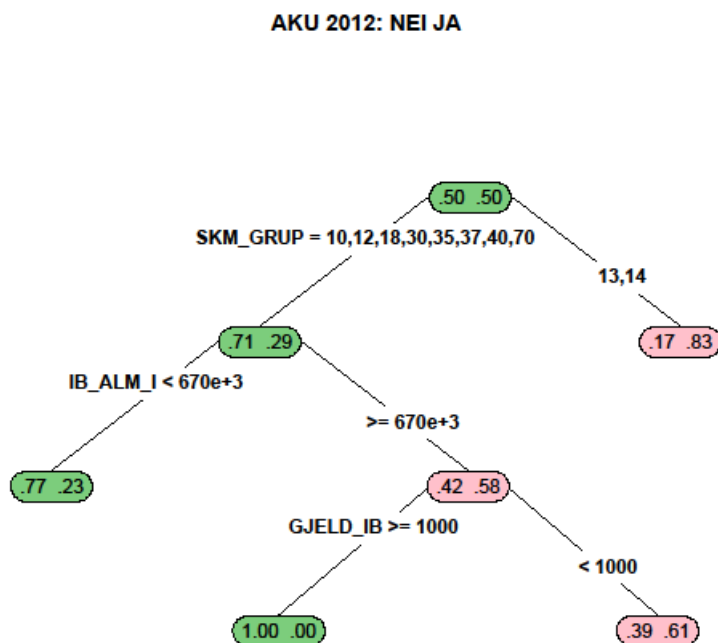 AKU 2012: NEI JA
.50 .50
SKM_GRUP = 10,12,18,30,35,37,40,70
13,14
.71 .29
.17 .83
IB_ALM_I < 670e+3
>= 670e+3
.77 .23
.42 .58
GJELD_IB >= 1000
< 1000
1.00 .00
.39 .61